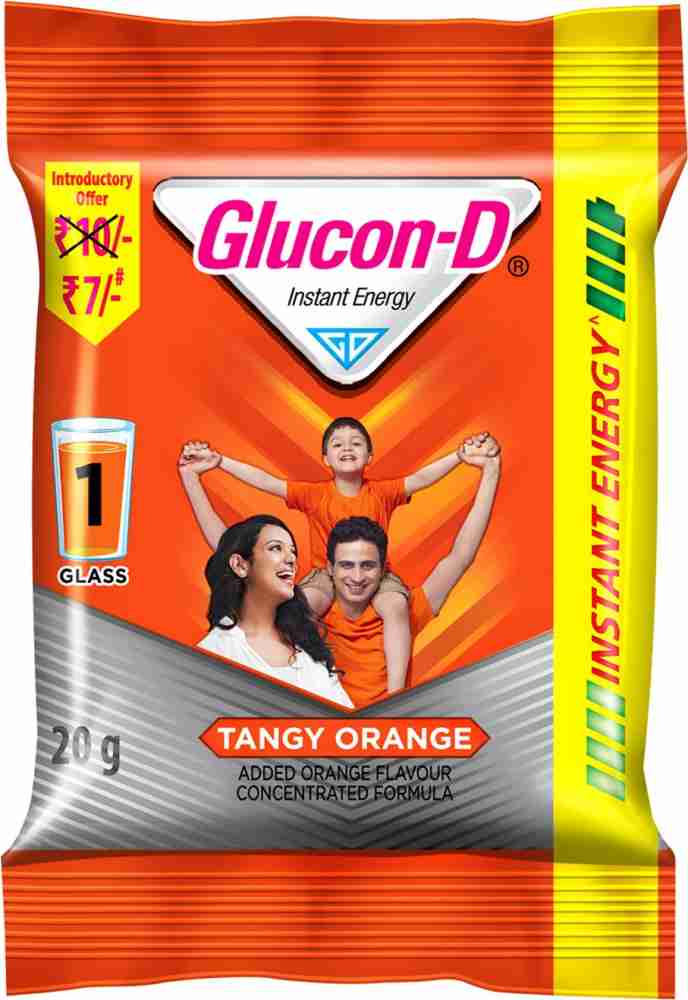 Introductory
Offer
₹10/-
₹7/-#
Glucon-D®
Instant Energy
GD
1
GLASS
INSTANT ENERGY^
20 g
TANGY ORANGE
ADDED ORANGE FLAVOUR
CONCENTRATED FORMULA